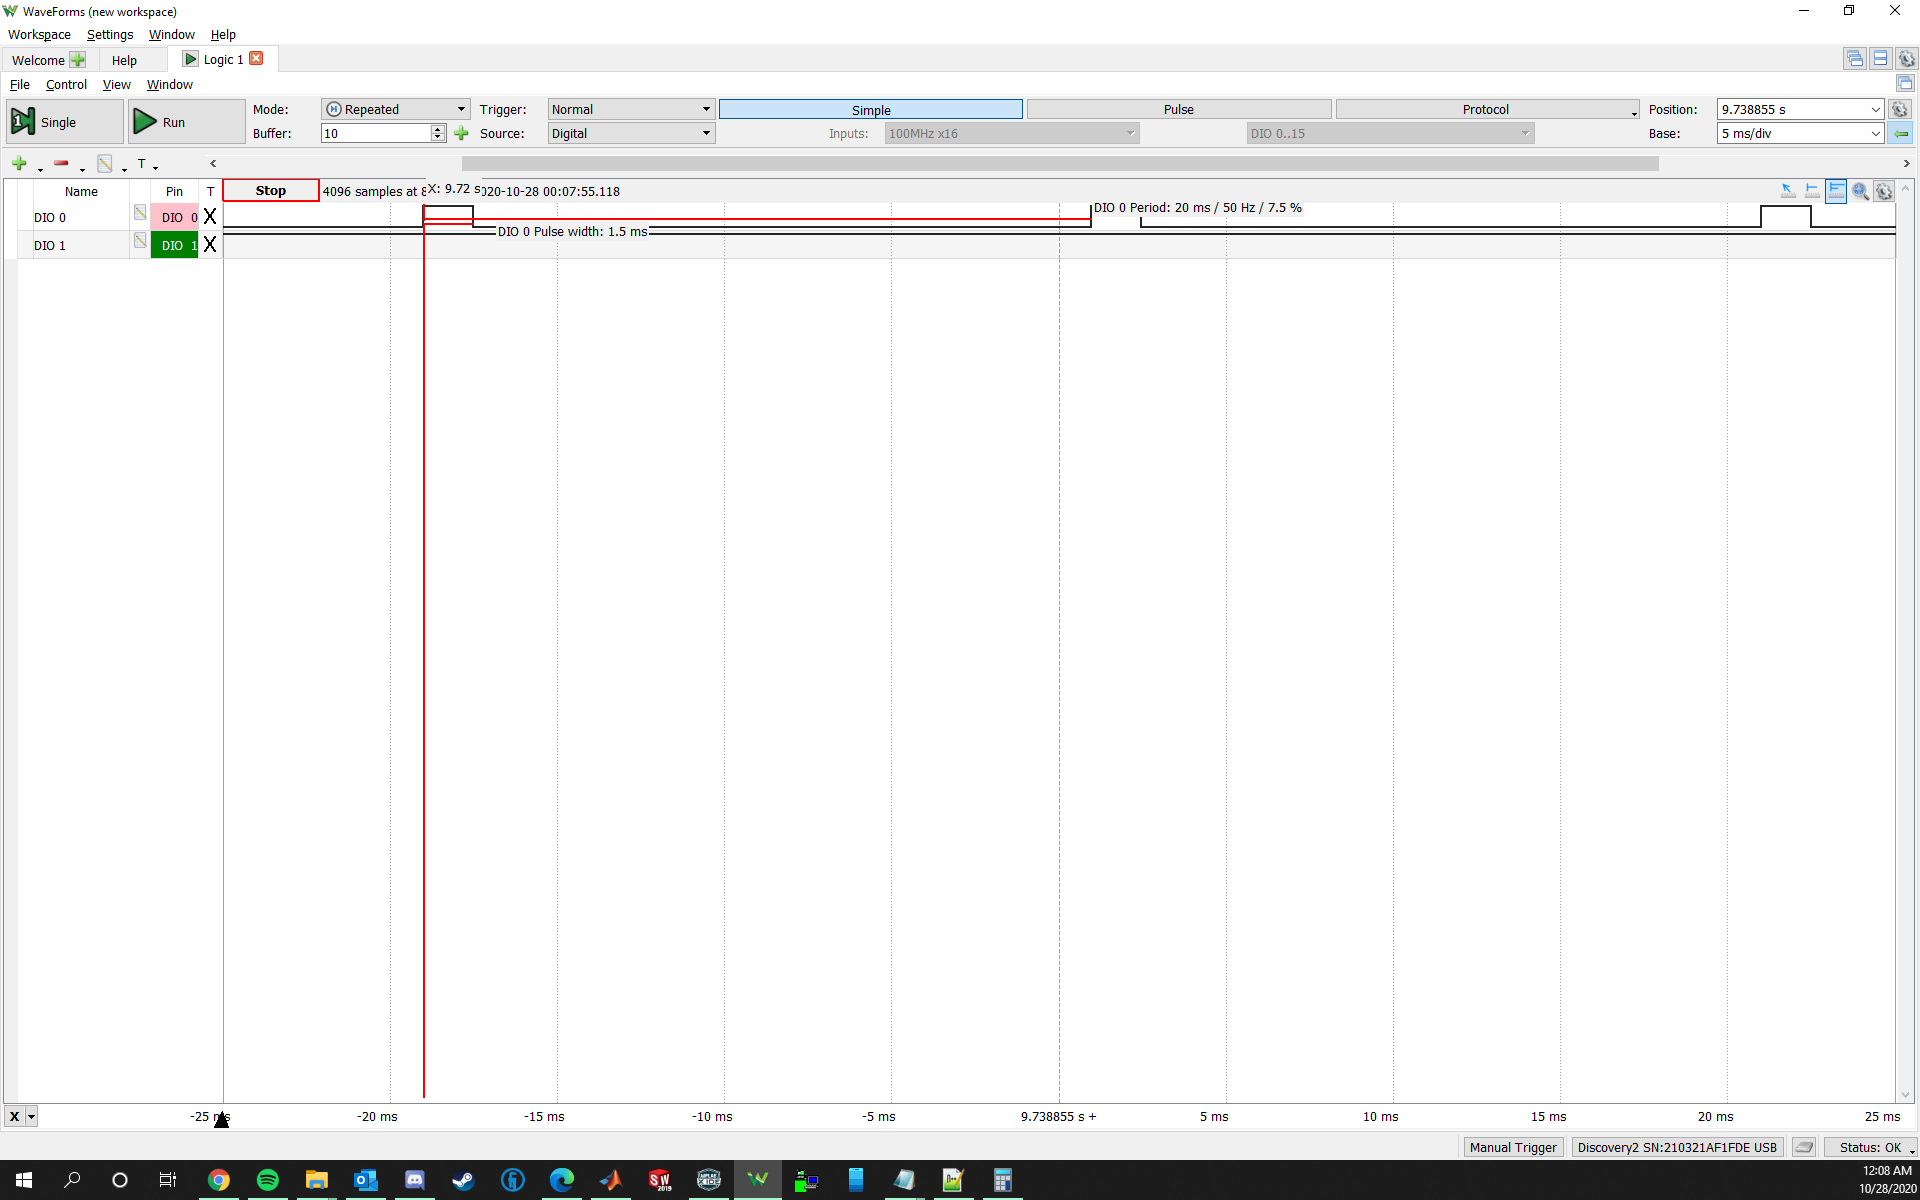 WaveForms (new workspace)
Workspace Settings Window Help
Welcome Help Logic 1
File Control View Window
Single Run Mode: Repeated Trigger: Normal Simple Pulse Protocol Position: 9.738855 s
Buffer: 10 Source: Digital Inputs: 100MHz x16 DIO 0..15 Base: 5 ms/div
T
Name Pin T Stop 4096 samples at 8 X: 9.72 s 020-10-28 00:07:55.118
DIO 0 DIO 0 X DIO 0 Period: 20 ms / 50 Hz / 7.5 %
DIO 0 Pulse width: 1.5 ms
DIO 1 DIO 1 X
X -25 ms -20 ms -15 ms -10 ms -5 ms 9.738855 s + 5 ms 10 ms 15 ms 20 ms 25 ms
Manual Trigger Discovery2 SN:210321AF1FDE USB Status: OK
12:08 AM
10/28/2020